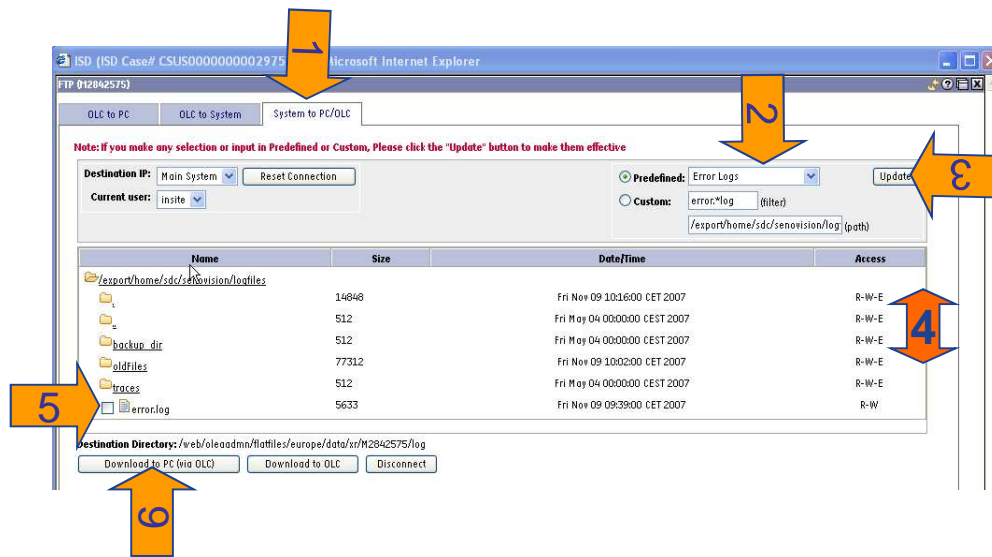 1
ISD (ISD Case# CSUS00000000002975 Microsoft Internet Explorer
FTP (M2842575)
OLC to PC OLC to System System to PC/OLC
2
Note: If you make any selection or input in Predefined or Custom, Please click the "Update" button to make them effective
Destination IP: Main System Reset Connection Predefined: Error Logs Update
3
Current user: insite Custom: error.*log (filter)
/export/home/sdc/senovision/log (path)
Name Size Date/Time Access
/export/home/sdc/senovision/logfiles
. 14848 Fri Nov 09 10:16:00 CET 2007 R-W-E
.. 512 Fri May 04 00:00:00 CEST 2007 R-W-E
4
backup_dir 512 Fri May 04 00:00:00 CEST 2007 R-W-E
oldFiles 77312 Fri Nov 09 10:02:00 CET 2007 R-W-E
traces 512 Fri May 04 00:00:00 CEST 2007 R-W-E
5
error.log 5633 Fri Nov 09 09:39:00 CET 2007 R-W
Destination Directory: /web/oleaadmn/flatfiles/europe/data/xr/M2842575/log
Download to PC (via OLC) Download to OLC Disconnect
6